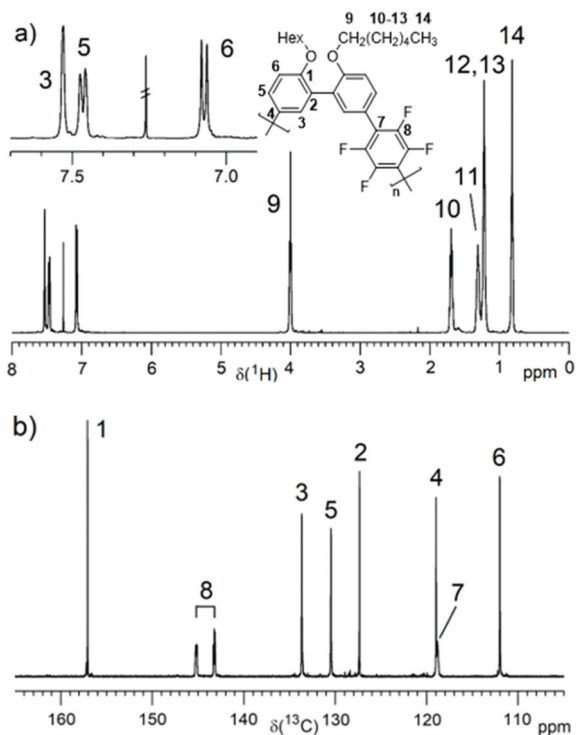 a)
3
5
6
7.5
7.0
Hex
O
O
9 10-13 14
CH2(CH2)4CH3
6
1
5
2
4
3
7
F
8
F
F
F
n
9
10
11
12,13
14
8 7 6 5 4 3 2 1 0
δ(¹H)
ppm
b)
1
8
3
5
2
4
7
6
160 150 140 130 120 110
δ(¹³C)
ppm